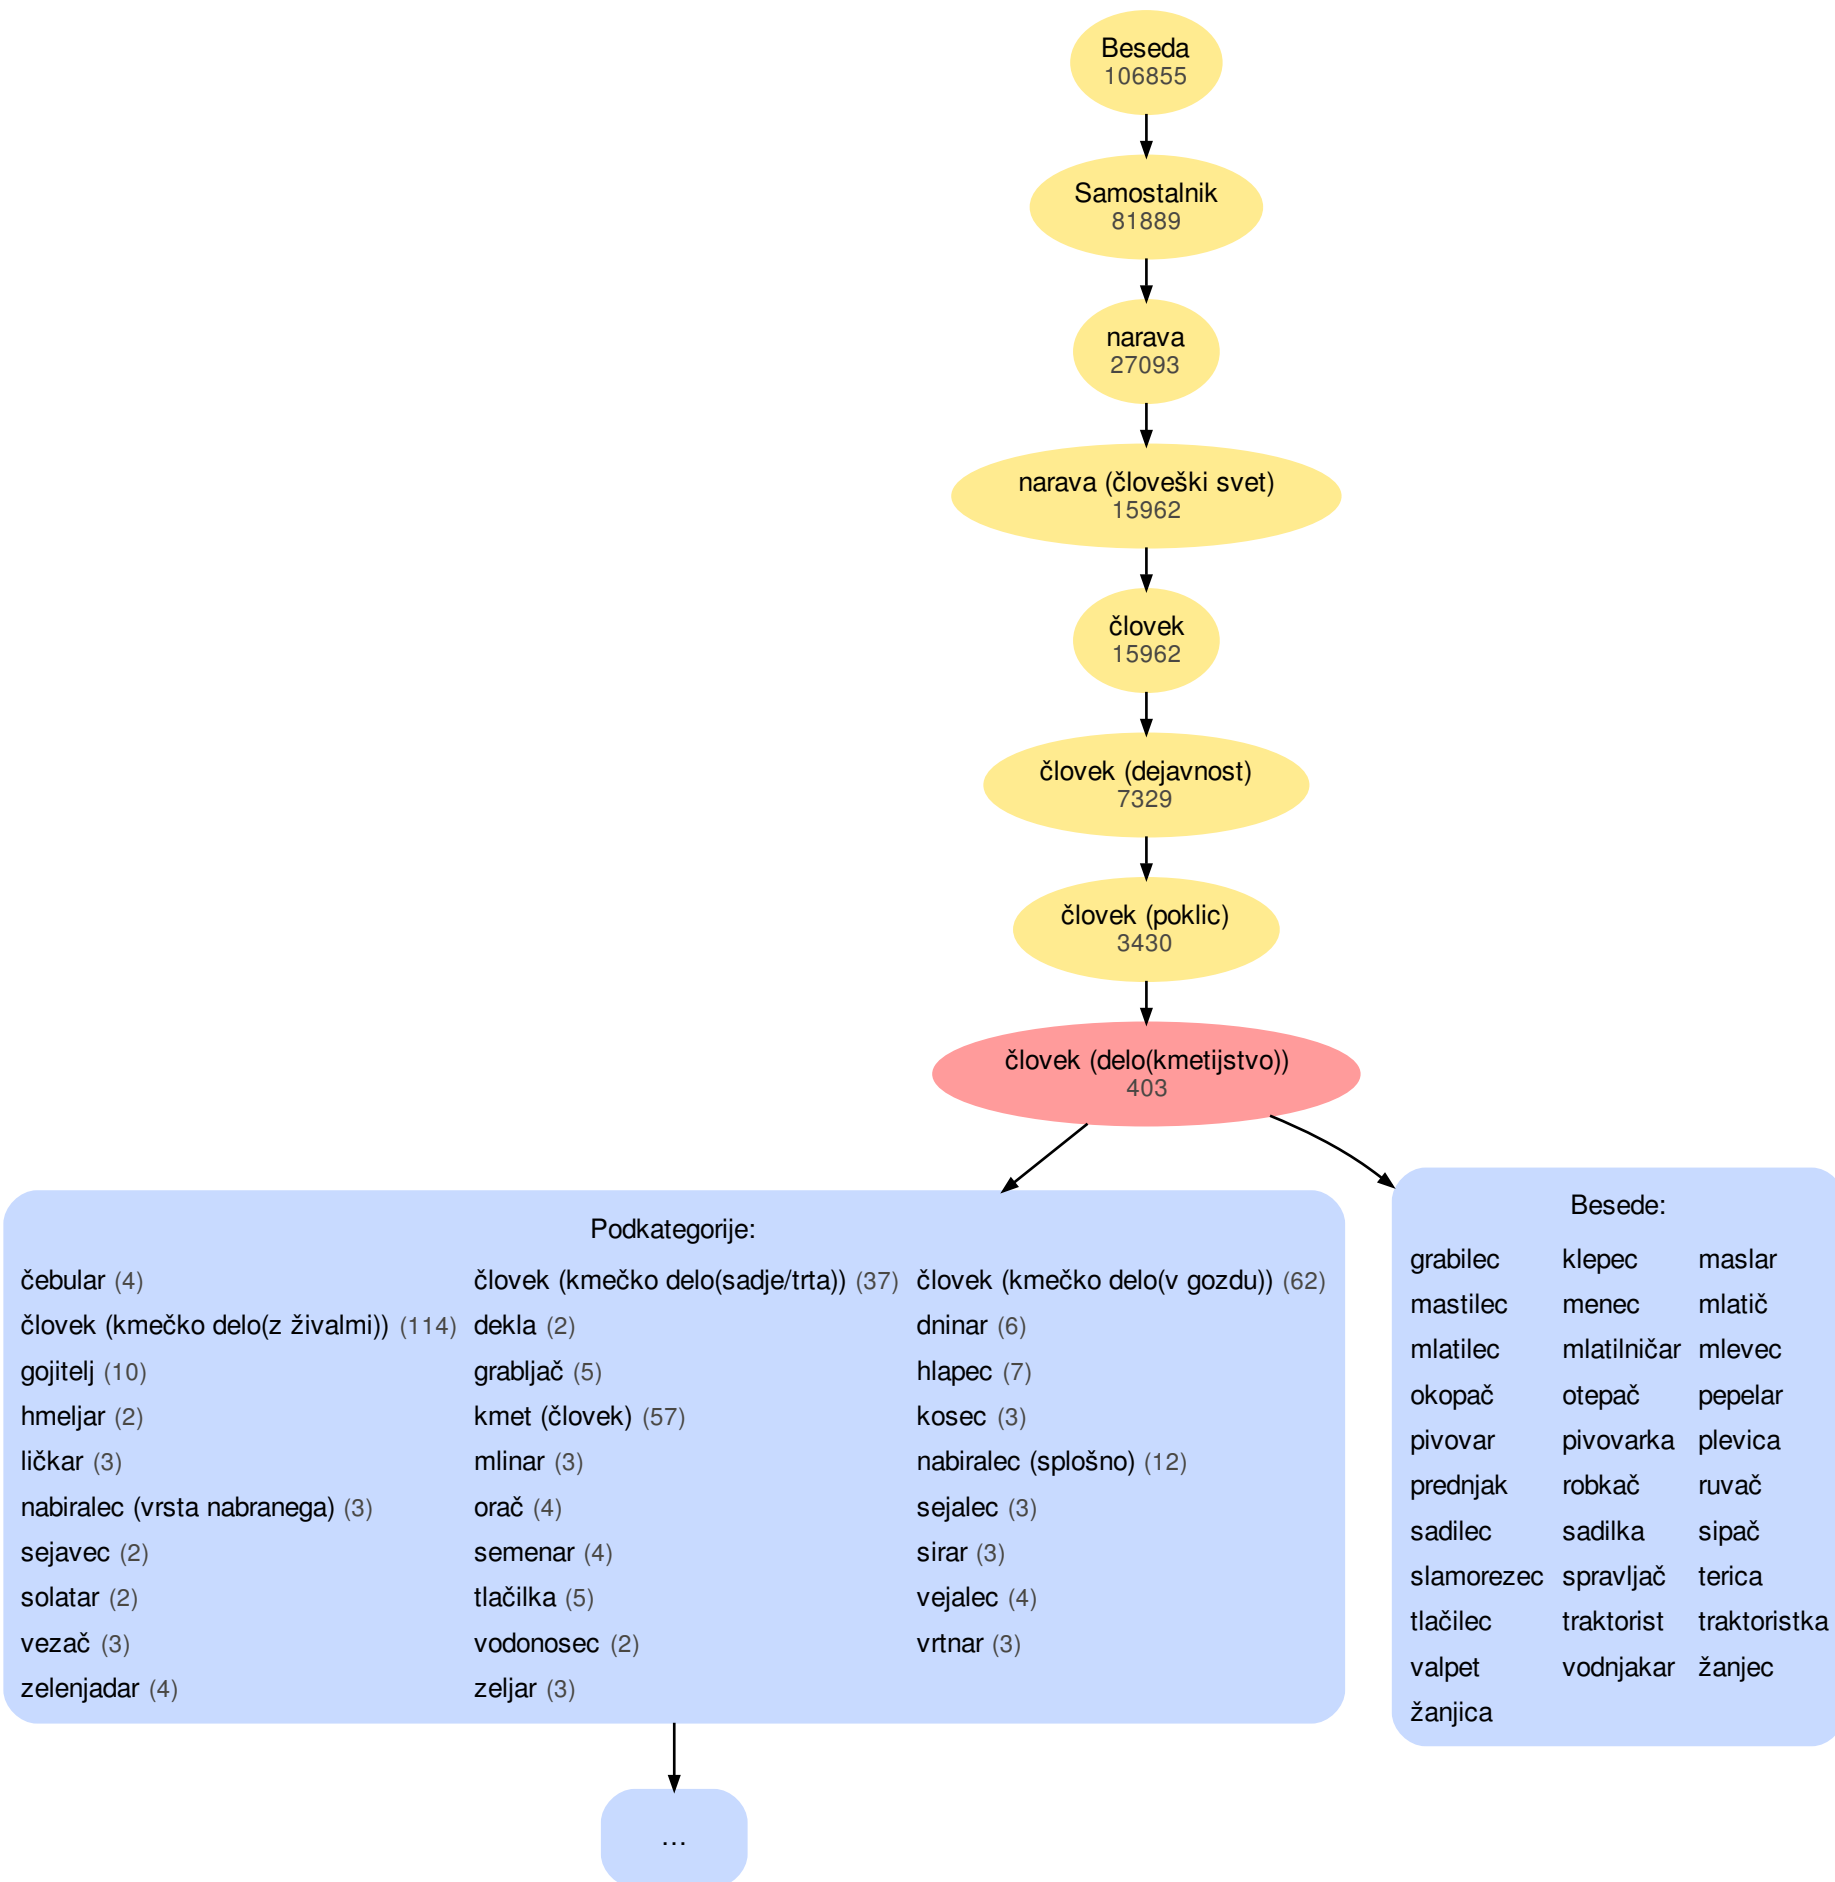 Beseda
106855
Samostalnik
81889
narava
27093
narava (človeški svet)
15962
človek
15962
človek (dejavnost)
7329
človek (poklic)
3430
človek (delo(kmetijstvo))
403
Podkategorije:
čebular (4) človek (kmečko delo(sadje/trta)) (37) človek (kmečko delo(v gozdu)) (62)
človek (kmečko delo(z živalmi)) (114) dekla (2) dninar (6)
gojitelj (10) grabljač (5) hlapec (7)
hmeljar (2) kmet (človek) (57) kosec (3)
ličkar (3) mlinar (3) nabiralec (splošno) (12)
nabiralec (vrsta nabranega) (3) orač (4) sejalec (3)
sejavec (2) semenar (4) sirar (3)
solatar (2) tlačilka (5) vejalec (4)
vezač (3) vodonosec (2) vrtnar (3)
zelenjadar (4) zeljar (3)
...
Besede:
grabilec klepec maslar
mastilec menec mlatič
mlatilec mlatilničar mlevec
okopač otepač pepelar
pivovar pivovarka plevica
prednjak robkač ruvač
sadilec sadilka sipač
slamorezec spravljač terica
tlačilec traktorist traktoristka
valpet vodnjakar žanjec
žanjica